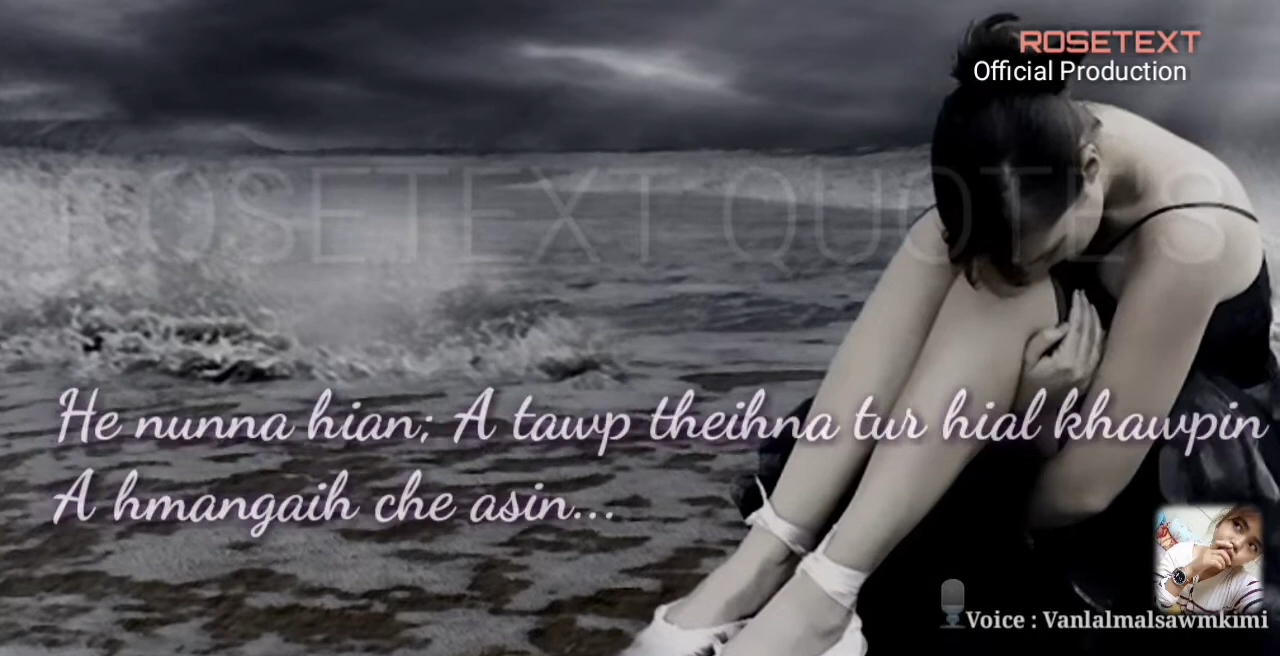 ROSETEXT
Official Production
ROSETEXT QUOTES
He nunna hian; A tawp theihna tur hial khawpin
A hmangaih che asin...
Voice : Vanlalmalsawmkimi